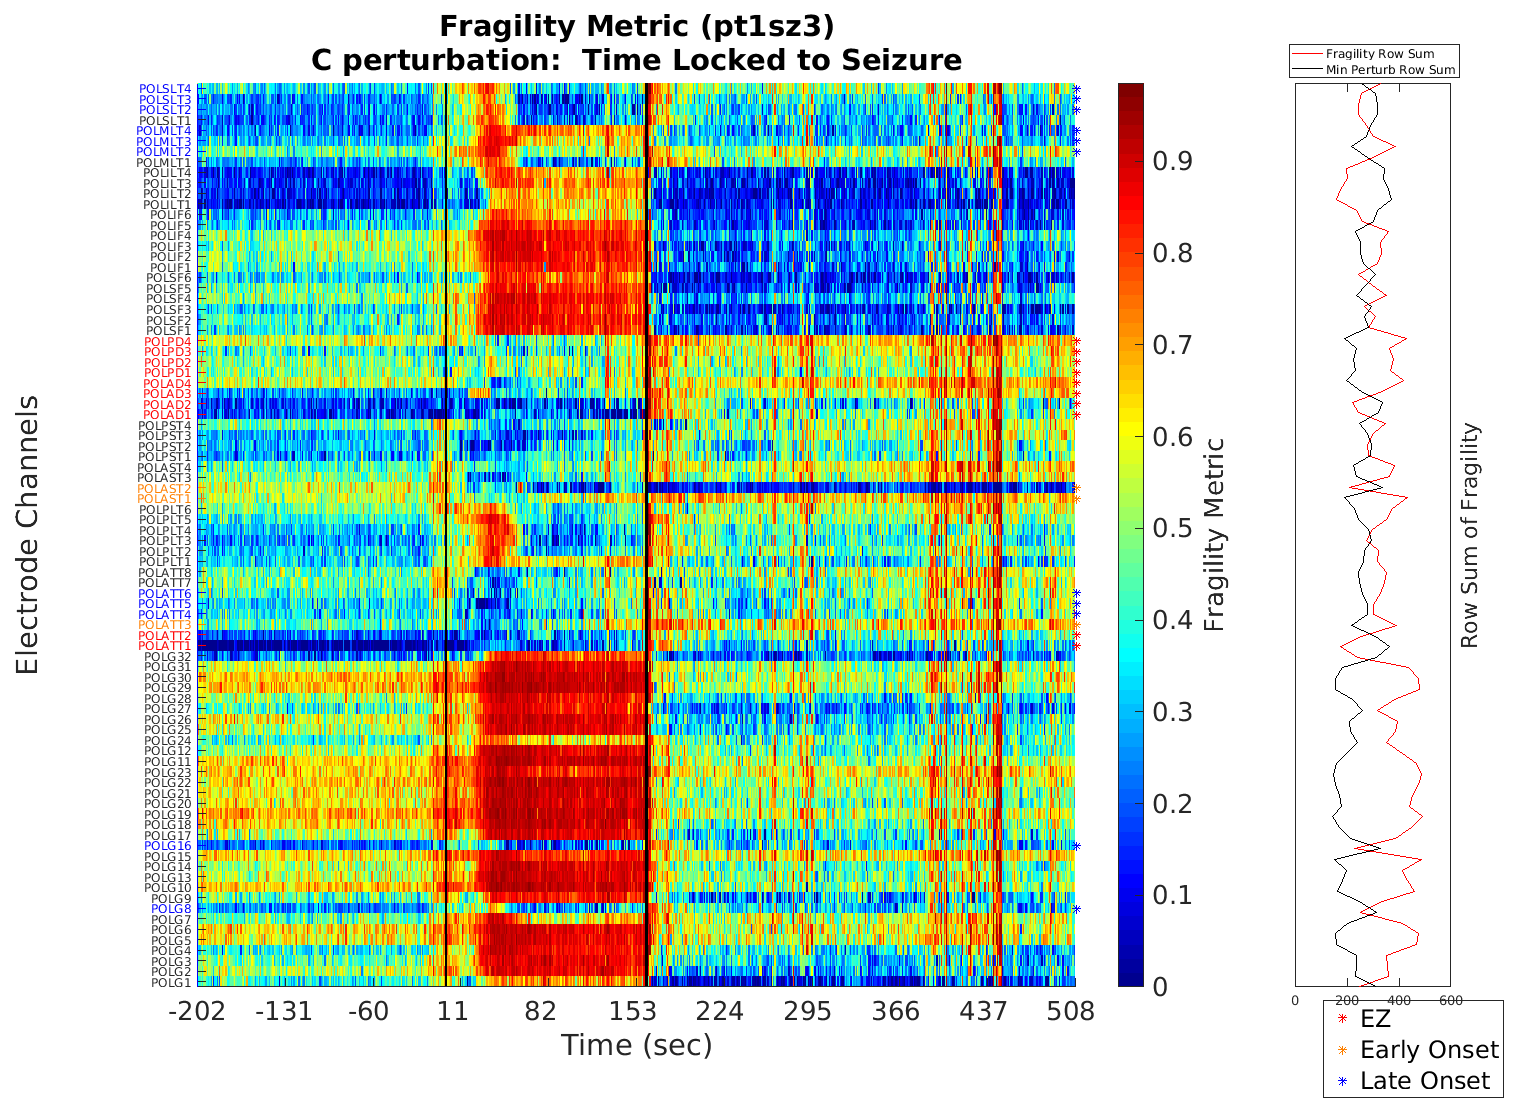 Fragility Metric (pt1sz3)
C perturbation:  Time Locked to Seizure
Fragility Row Sum
Min Perturb Row Sum
Electrode Channels
POLSLT4
POLSLT3
POLSLT2
POLSLT1
POLMLT4
POLMLT3
POLMLT2
POLMLT1
POLILT4
POLILT3
POLILT2
POLILT1
POLIF6
POLIF5
POLIF4
POLIF3
POLIF2
POLIF1
POLSF6
POLSF5
POLSF4
POLSF3
POLSF2
POLSF1
POLPD4
POLPD3
POLPD2
POLPD1
POLAD4
POLAD3
POLAD2
POLAD1
POLPST4
POLPST3
POLPST2
POLPST1
POLAST4
POLAST3
POLAST2
POLAST1
POLPLT6
POLPLT5
POLPLT4
POLPLT3
POLPLT2
POLPLT1
POLATT8
POLATT7
POLATT6
POLATT5
POLATT4
POLATT3
POLATT2
POLATT1
POLG32
POLG31
POLG30
POLG29
POLG28
POLG27
POLG26
POLG25
POLG24
POLG12
POLG11
POLG23
POLG22
POLG21
POLG20
POLG19
POLG18
POLG17
POLG16
POLG15
POLG14
POLG13
POLG10
POLG9
POLG8
POLG7
POLG6
POLG5
POLG4
POLG3
POLG2
POLG1
-202 -131 -60 11 82 153 224 295 366 437 508
Time (sec)
0.9
0.8
0.7
0.6
0.5
0.4
0.3
0.2
0.1
0
Fragility Metric
Row Sum of Fragility
0 200 400 600
EZ
Early Onset
Late Onset